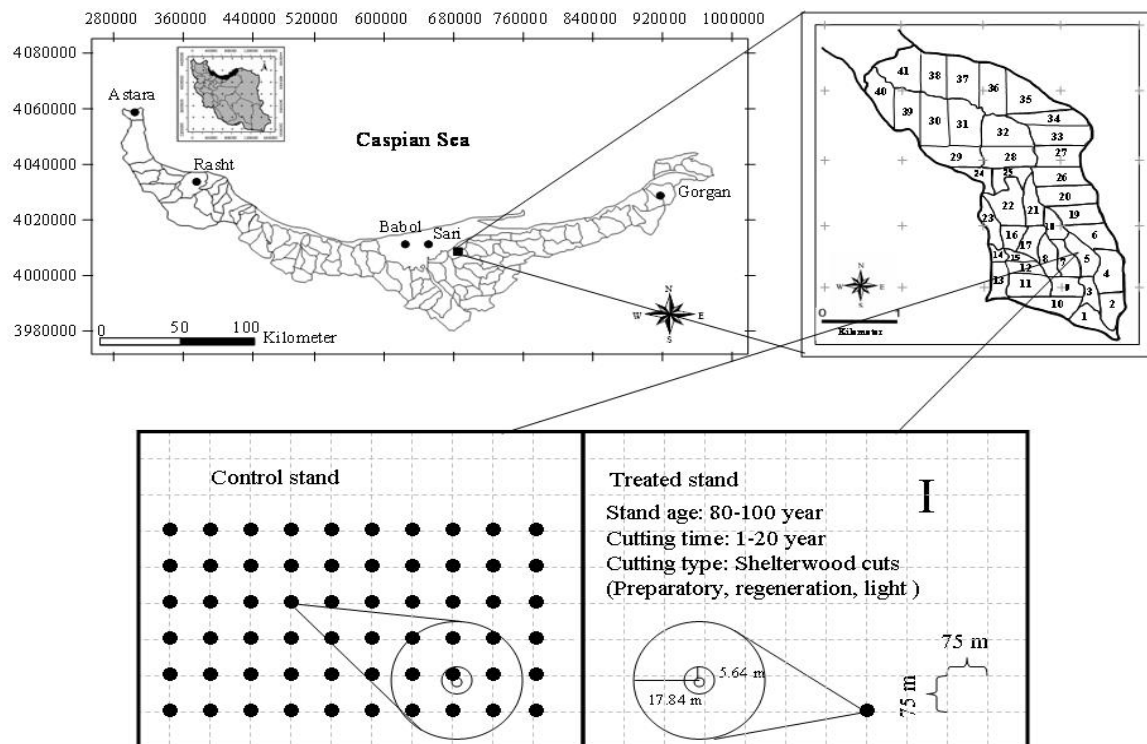 280000 360000 440000 520000 600000 680000 760000 840000 920000 1000000
4080000
4060000
4040000
4020000
4000000
3980000
Astara
Rasht
Caspian Sea
Babol
Sari
Gorgan
N
W E
S
0 50 100
Kilometer
41 38 37 36 35
40 39 30 31 32 34
33
29 28 27
24 25 26
22 21 20
23 18 19
16 17 6
14 15 8 7 5
13 12 4
11 9 3
10 1 2
N
W E
S
0 1
Kilometer
Control stand
Treated stand
I
Stand age: 80-100 year
Cutting time: 1-20 year
Cutting type: Shelterwood cuts
(Preparatory, regeneration, light )
5.64 m
17.84 m
75 m
75 m